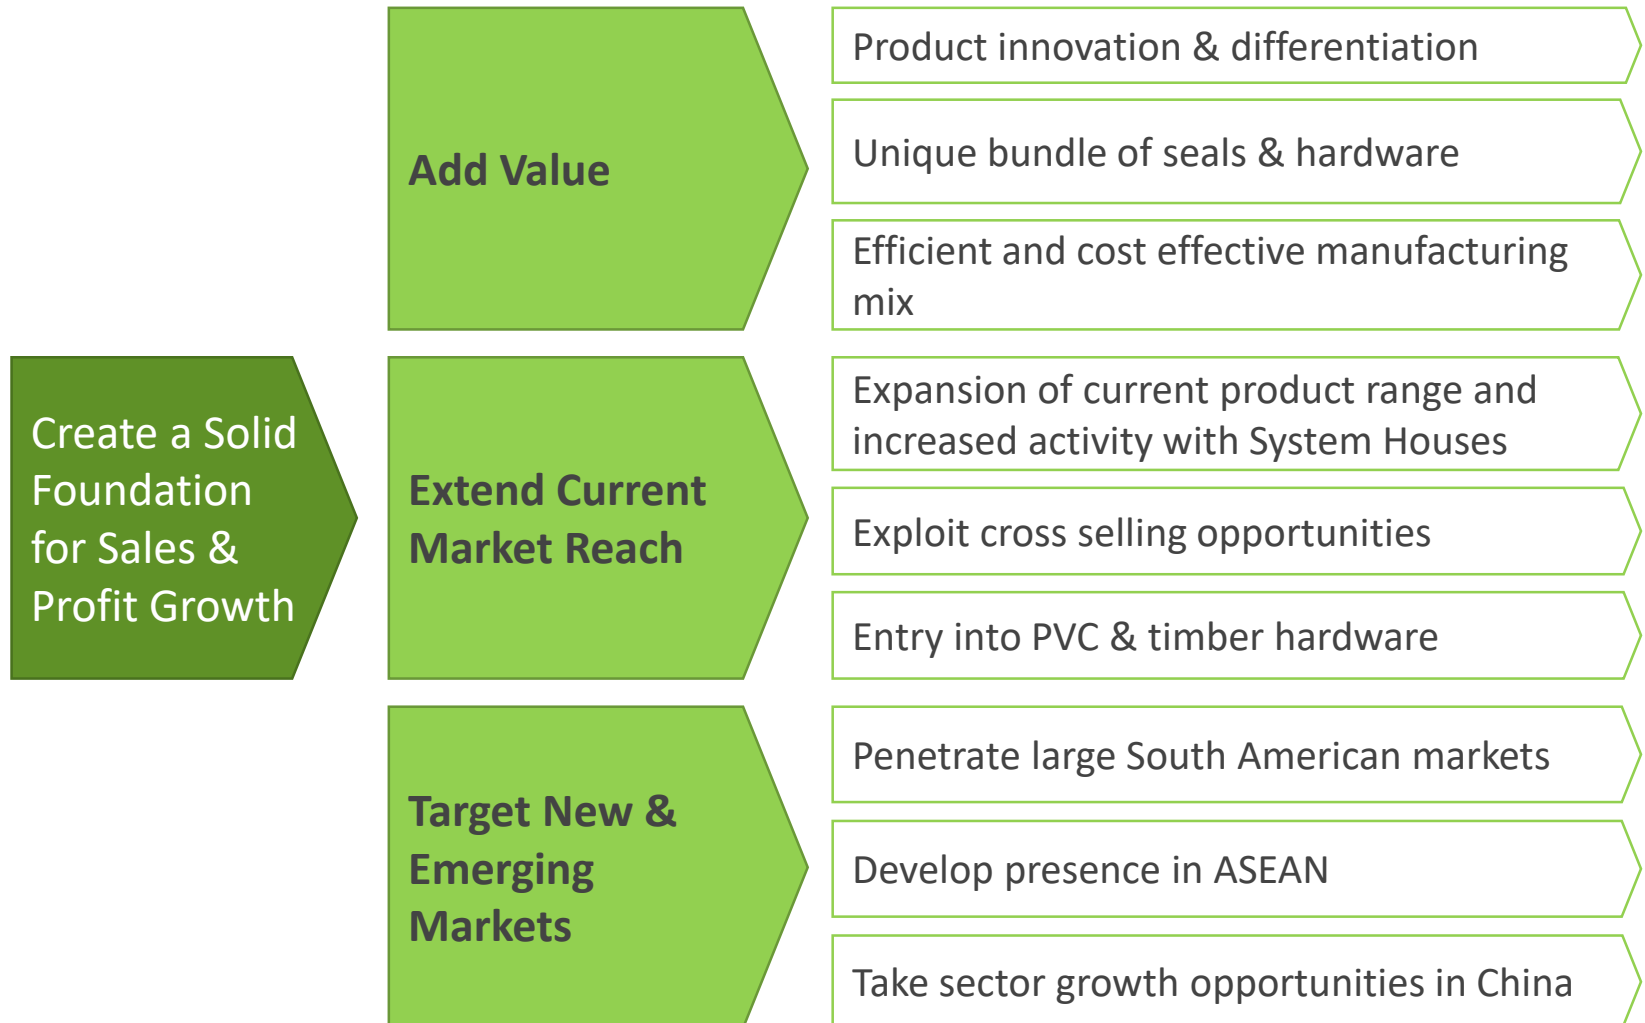 Create a Solid
Foundation
for Sales &
Profit Growth
Add Value
Product innovation & differentiation
Unique bundle of seals & hardware
Efficient and cost effective manufacturing
mix
Extend Current
Market Reach
Expansion of current product range and
increased activity with System Houses
Exploit cross selling opportunities
Entry into PVC & timber hardware
Target New &
Emerging
Markets
Penetrate large South American markets
Develop presence in ASEAN
Take sector growth opportunities in China